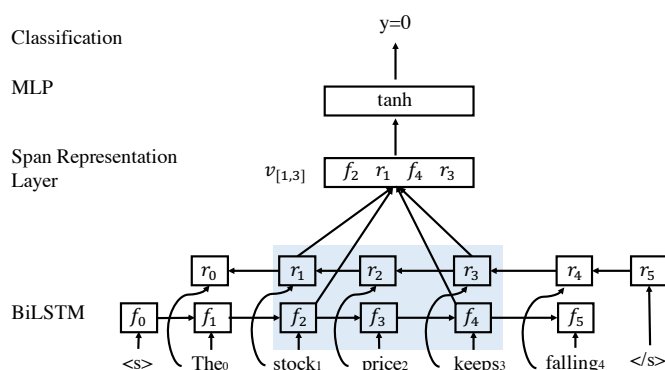 Classification
y=0
MLP
tanh
Span Representation
Layer
v[1,3]
f2 r1 f4 r3
r0 r1 r2 r3 r4 r5
BiLSTM
f0 f1 f2 f3 f4 f5
<s> The0 stock1 price2 keeps3 falling4 </s>